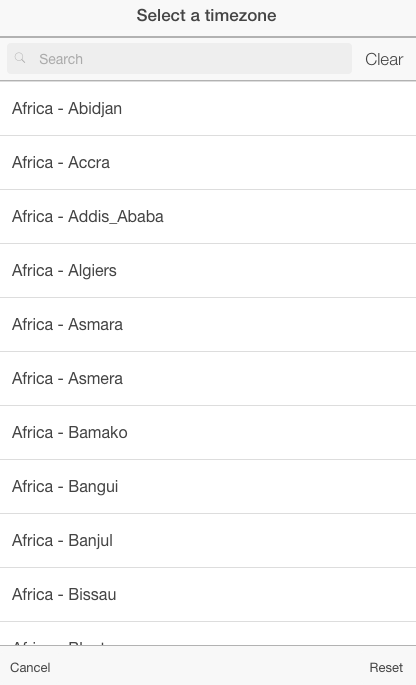 Select a timezone
Search
Clear
Africa - Abidjan
Africa - Accra
Africa - Addis_Ababa
Africa - Algiers
Africa - Asmara
Africa - Asmera
Africa - Bamako
Africa - Bangui
Africa - Banjul
Africa - Bissau
Cancel
Reset